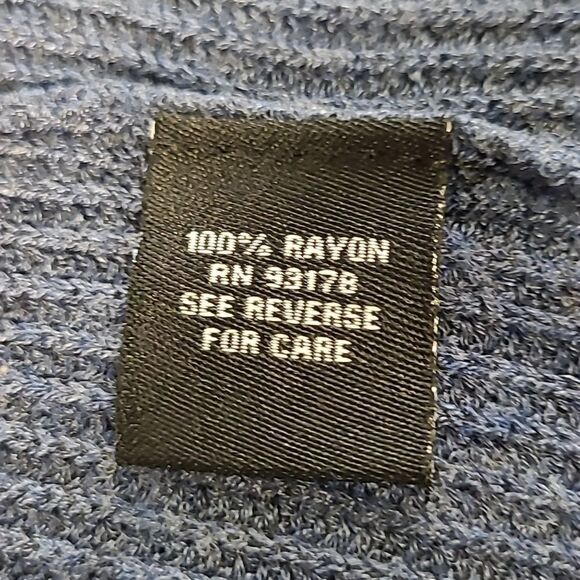 100% RAYON
RN 93178
SEE REVERSE
FOR CARE